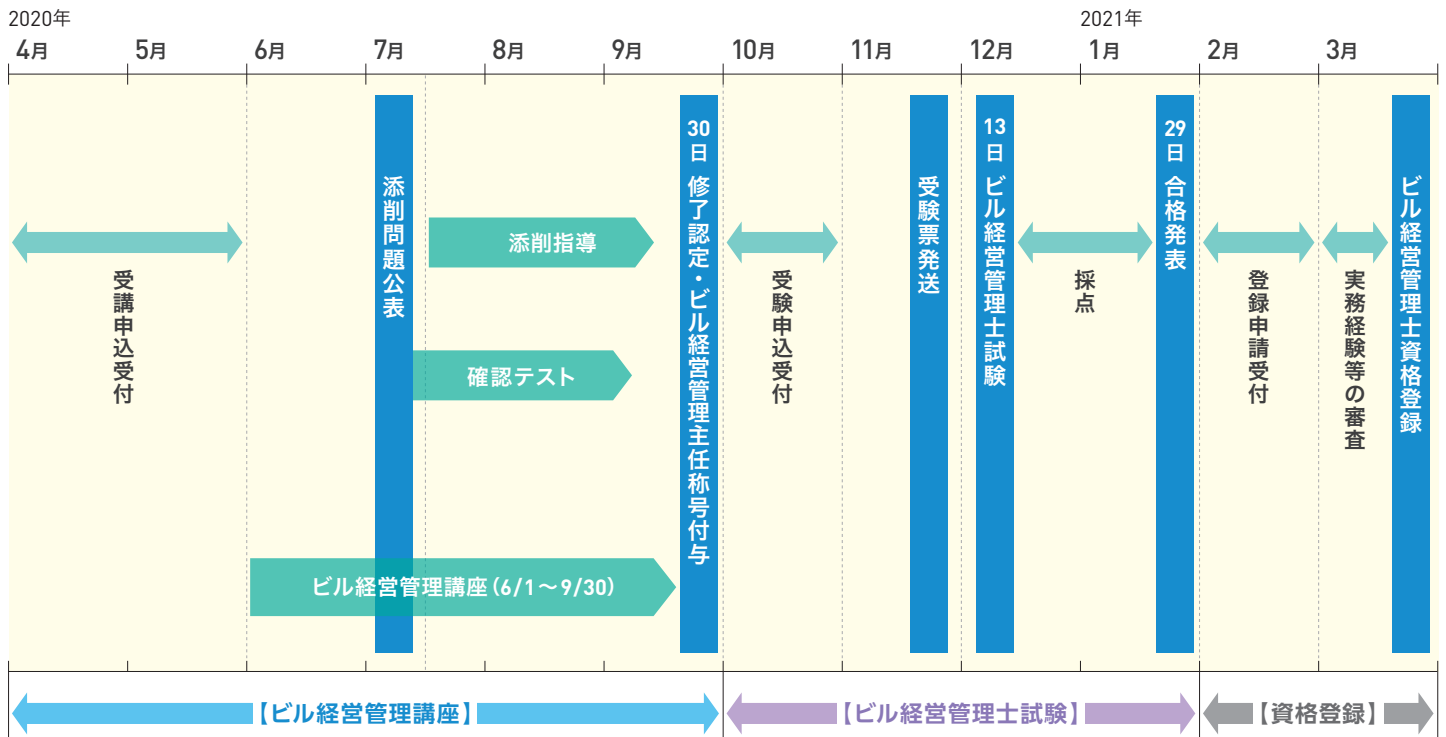 2020年
2021年
4月
5月
6月
7月
8月
9月
10月
11月
12月
1月
2月
3月
受講申込受付
添削問題公表
添削指導
確認テスト
ビル経営管理講座（6/1～9/30）
30日 修了認定・ビル経営管理主任称号付与
受験申込受付
受験票発送
13日 ビル経営管理士試験
採点
29日 合格発表
登録申請受付
実務経験等の審査
ビル経営管理士資格登録
【ビル経営管理講座】
【ビル経営管理士試験】
【資格登録】